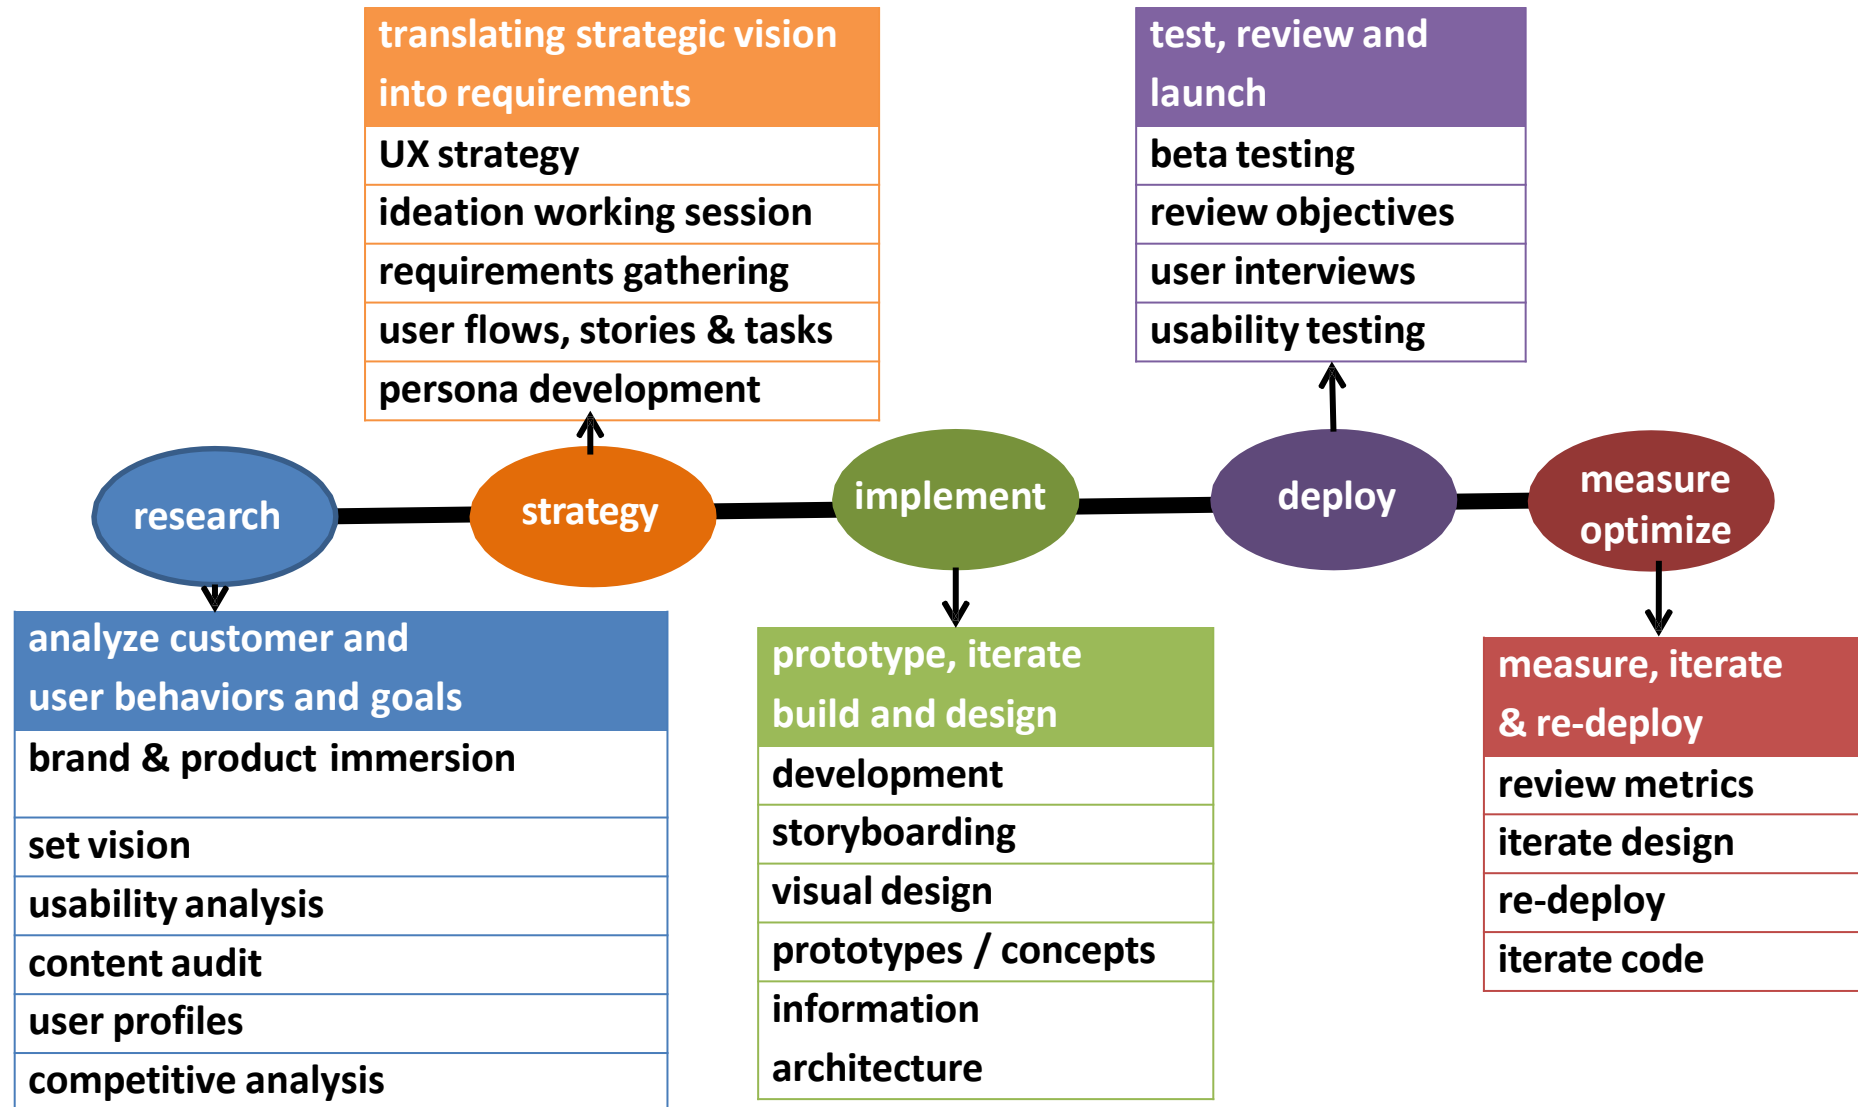 translating strategic vision
into requirements
UX strategy
ideation working session
requirements gathering
user flows, stories & tasks
persona development
test, review and
launch
beta testing
review objectives
user interviews
usability testing
research
strategy
implement
deploy
measure
optimize
analyze customer and
user behaviors and goals
brand & product immersion
set vision
usability analysis
content audit
user profiles
competitive analysis
prototype, iterate
build and design
development
storyboarding
visual design
prototypes / concepts
information
architecture
measure, iterate
& re-deploy
review metrics
iterate design
re-deploy
iterate code